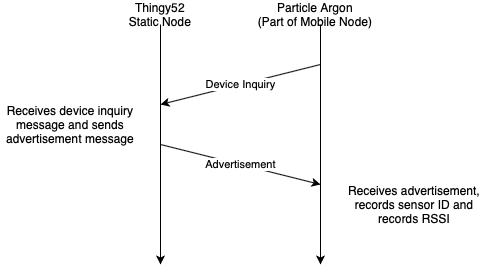 Thingy52
Static Node
Particle Argon
(Part of Mobile Node)
Device Inquiry
Receives device inquiry
message and sends
advertisement message
Advertisement
Receives advertisement,
records sensor ID and
records RSSI